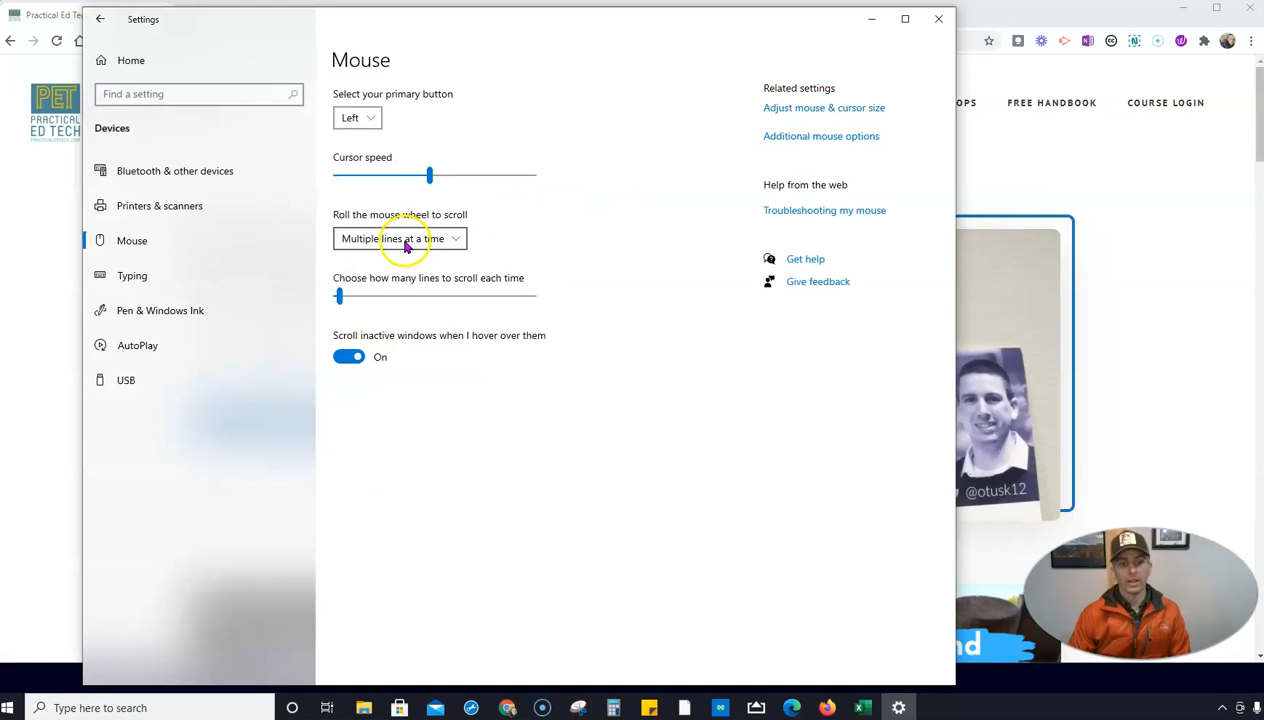 Practical Ed Tech
Settings
Home
Find a setting
Devices
Bluetooth & other devices
Printers & scanners
Mouse
Typing
Pen & Windows Ink
AutoPlay
USB
Mouse
Select your primary button
Left
Cursor speed
Roll the mouse wheel to scroll
Multiple lines at a time
Choose how many lines to scroll each time
Scroll inactive windows when I hover over them
On
Related settings
Adjust mouse & cursor size
Additional mouse options
Help from the web
Troubleshooting my mouse
Get help
Give feedback
PET
PRACTICAL
ED TECH
OPS
FREE HANDBOOK
COURSE LOGIN
@otusk12
nd
Type here to search